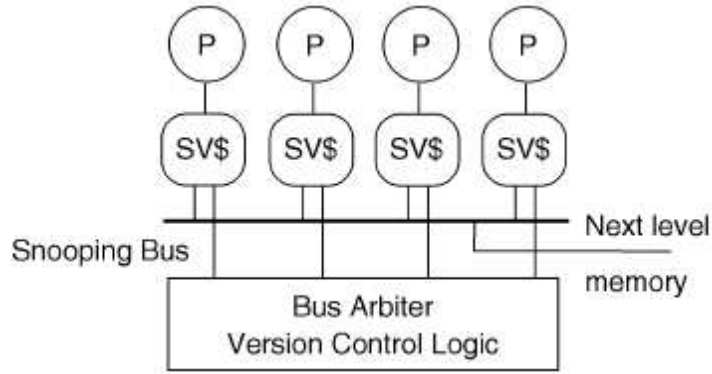 P P P P
SV$ SV$ SV$ SV$
Next level
Snooping Bus
memory
Bus Arbiter
Version Control Logic